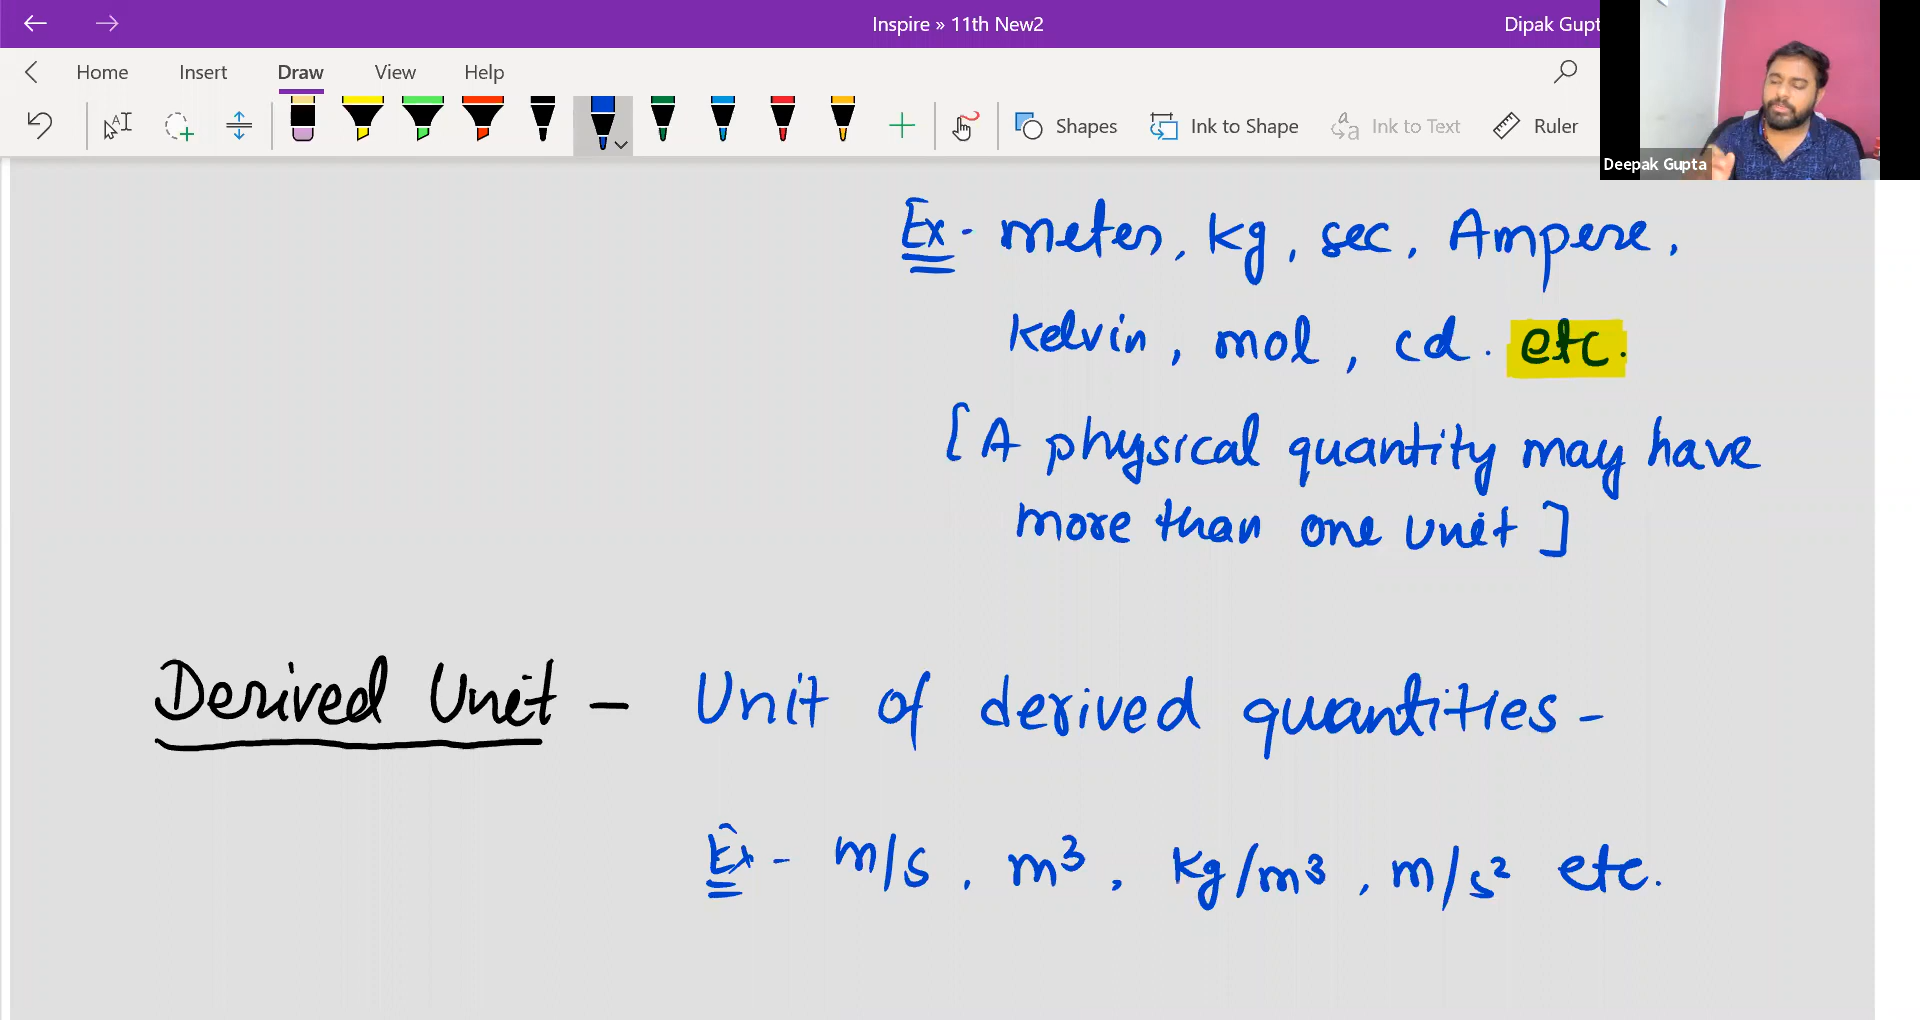 Inspire » 11th New2
Dipak Gupt
Home Insert Draw View Help
Shapes Ink to Shape Ink to Text Ruler
Deepak Gupta
Ex - meter, kg, sec, Ampere,
Kelvin, mol, cd. etc.
[A physical quantity may have
more than one unit]
Derived Unit - Unit of derived quantities -
Ex - m/s, m³, kg/m³, m/s² etc.